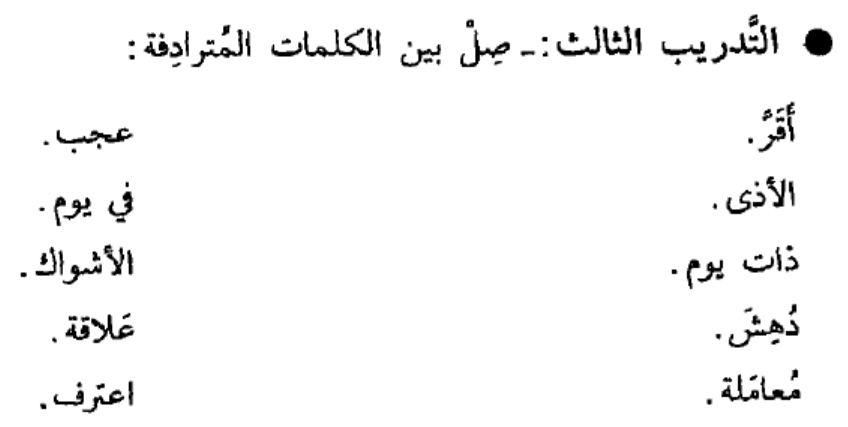 ● التَّدريب الثالث: ـ صِلْ بين الكلمات المُترادِفة:
أَقَرَّ. عجب.
الأذى. في يوم.
ذات يوم. الأشواك.
دُهِشَ. عَلاقة.
مُعامَلة. اعترف.